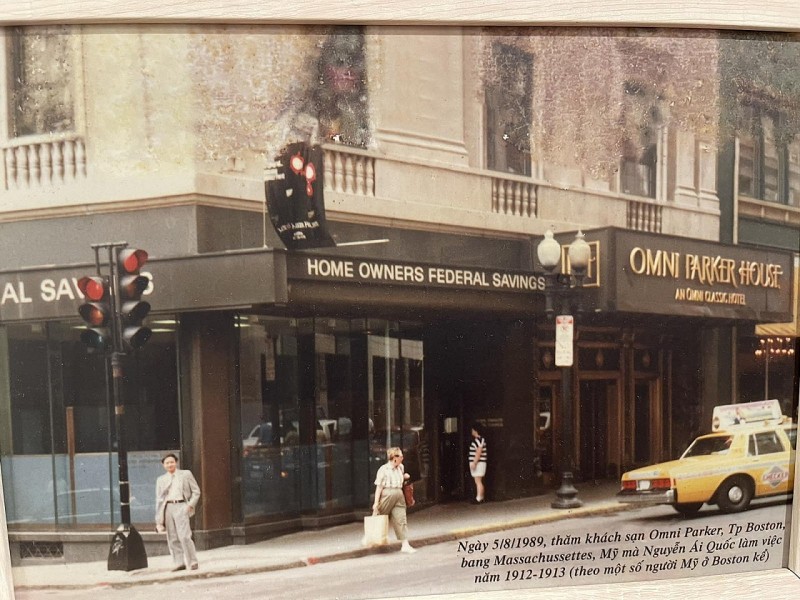 AL SAV
HOME OWNERS FEDERAL SAVINGS
OMNI PARKER HOUSE
AN OMNI CLASSIC HOTEL
Ngày 5/8/1989, thăm khách sạn Omni Parker, Tp Boston,
bang Massachussettes, Mỹ mà Nguyễn Ái Quốc làm việc
năm 1912-1913 (theo một số người Mỹ ở Boston kể)